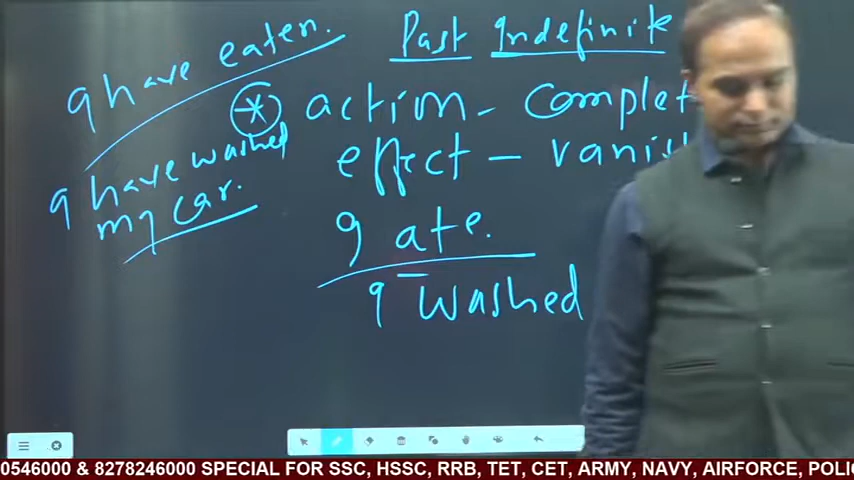 Past Indefinite
I have eaten.
* action - Complet
I have washed
my car.
effect - vanis
I ate.
I washed
0546000 & 8278246000 SPECIAL FOR SSC, HSSC, RRB, TET, CET, ARMY, NAVY, AIRFORCE, POLI